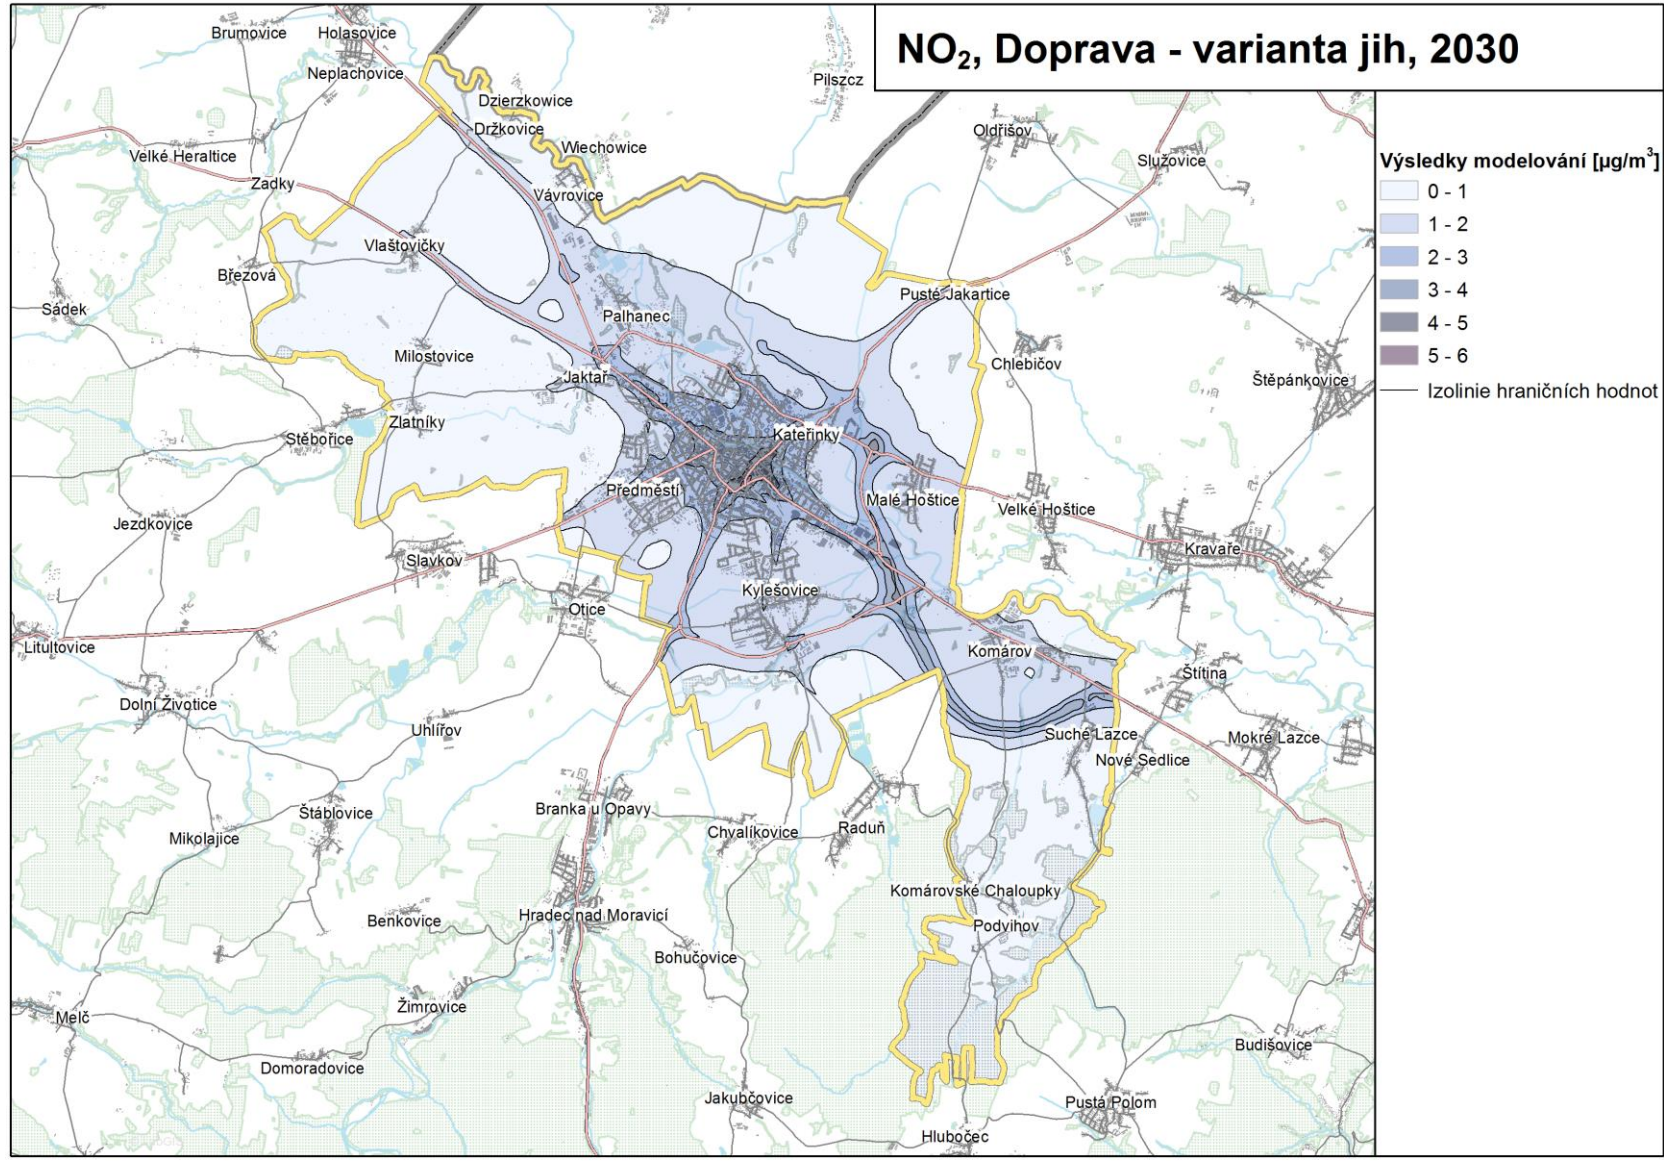 NO₂, Doprava - varianta jih, 2030
Výsledky modelování [µg/m³]
0 - 1
1 - 2
2 - 3
3 - 4
4 - 5
5 - 6
Izolinie hraničních hodnot
Brumovice
Holasovice
Neplachovice
Pilszcz
Dzierzkowice
Držkovice
Oldřišov
Velké Heraltice
Wiechowice
Služovice
Zadky
Vávrovice
Vlaštovičky
Březová
Pusté Jakartice
Sádek
Palhanec
Milostovice
Chlebičov
Jaktař
Štěpánkovice
Zlatníky
Stěbořice
Kateřinky
Předměstí
Malé Hoštice
Velké Hoštice
Jezdkovice
Kravaře
Slavkov
Kylešovice
Otice
Litultovice
Komárov
Štítina
Dolní Životice
Uhlířov
Suché Lazce
Mokré Lazce
Nové Sedlice
Branka u Opavy
Štáblovice
Mikolajice
Chvalíkovice
Raduň
Komárovské Chaloupky
Benkovice
Hradec nad Moravicí
Podvihov
Bohučovice
Žimrovice
Melč
Budišovice
Domoradovice
Jakubčovice
Pustá Polom
Hlubočec